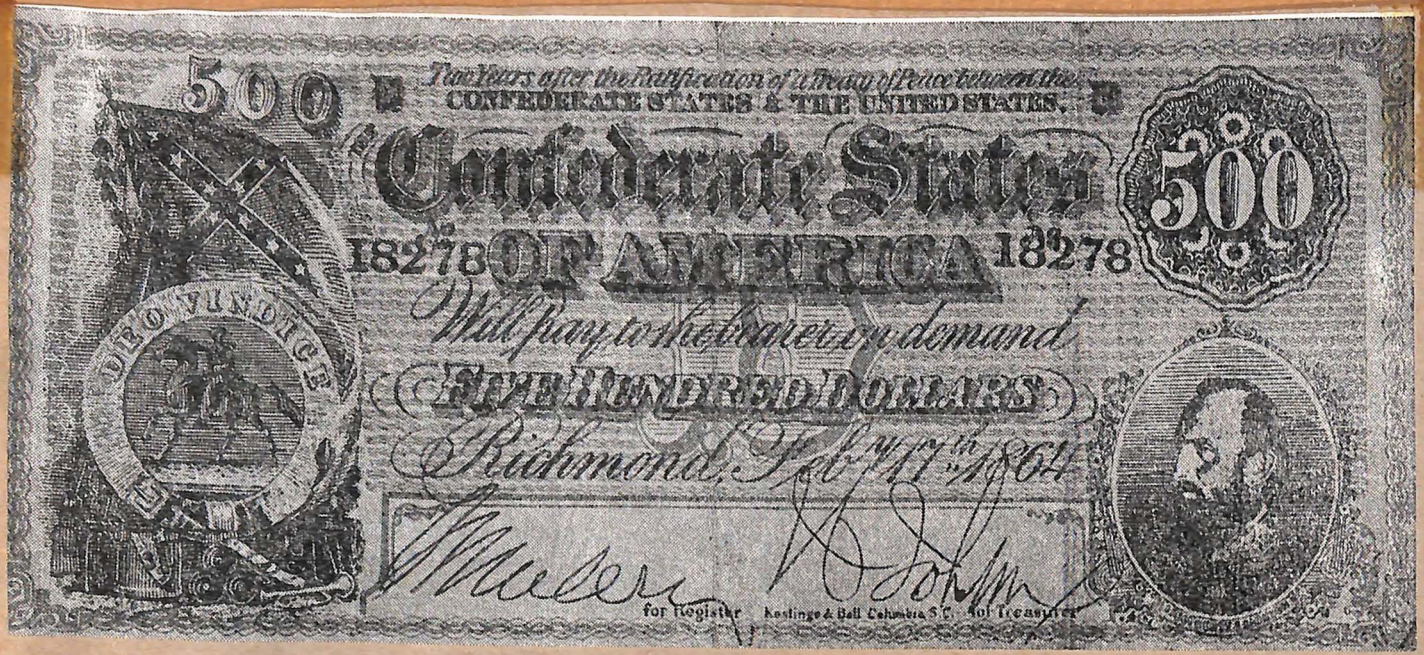 500
Two Years after the Ratification of a Treaty of Peace between the
CONFEDERATE STATES & THE UNITED STATES.
500
Confederate States
No 18278 OF AMERICA No 18278
Will pay to the bearer on demand
DEO VINDICE
FIVE HUNDRED DOLLARS
Richmond, Feby 17th 1864
for Register Keatinge & Ball Columbia S.C. for Treasurer